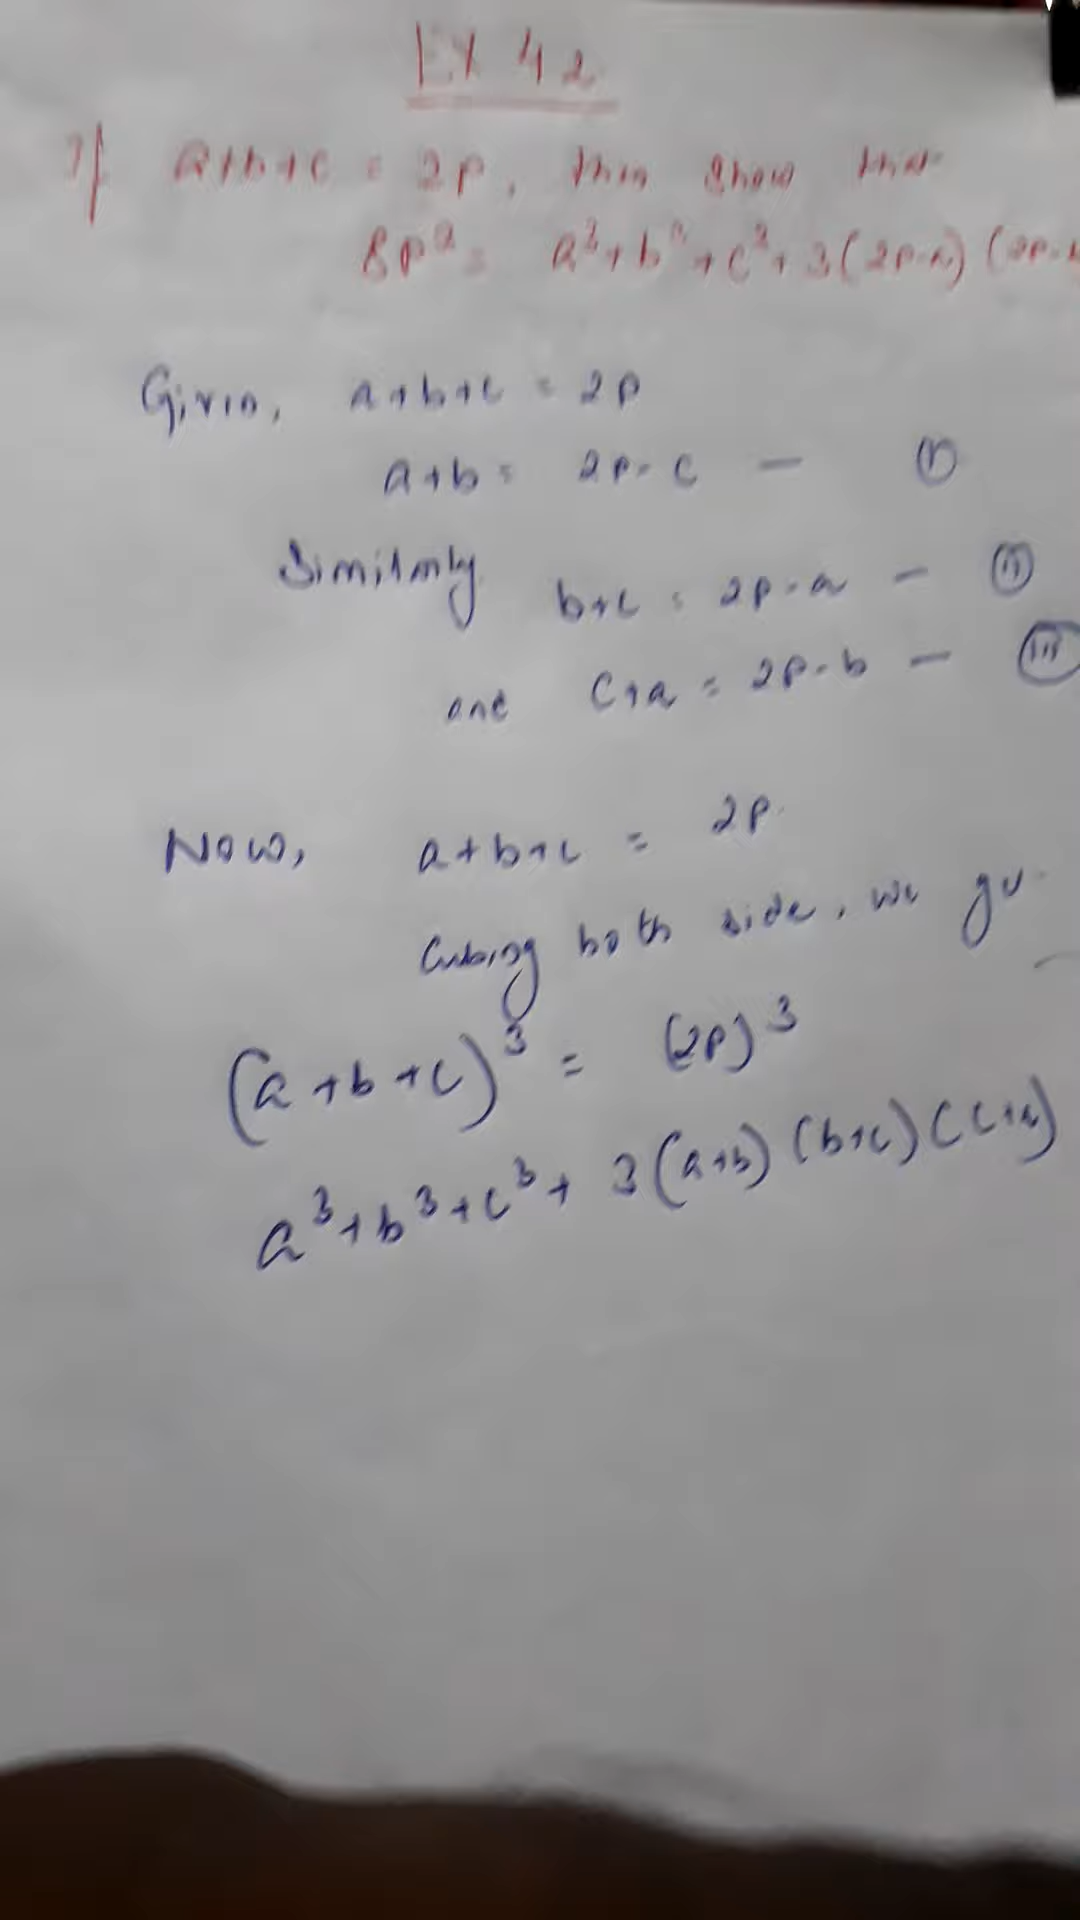 Ex 42
If a+b+c = 2p, then show that
8p³ = a³+b³+c³+3(2p-a) (2p-b
Given, a+b+c = 2p
a+b = 2p-c — (i)
Similarly b+c = 2p-a — (ii)
and c+a = 2p-b — (iii)
Now, a+b+c = 2p
Cubing both side, we get
(a+b+c)³ = (2p)³
a³+b³+c³+ 3(a+b) (b+c) (c+a)